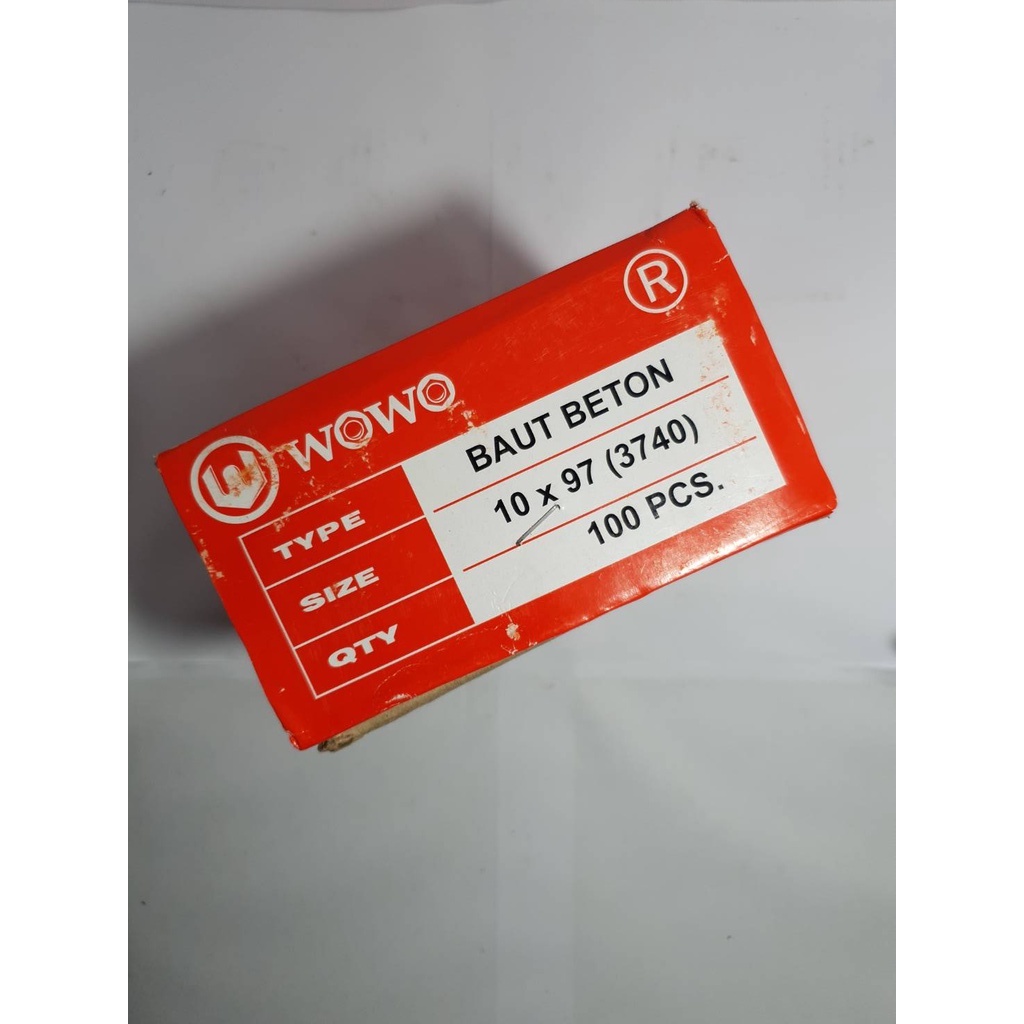 W WOWO
®
TYPE BAUT BETON
SIZE 10 x 97 (3740)
QTY 100 PCS.